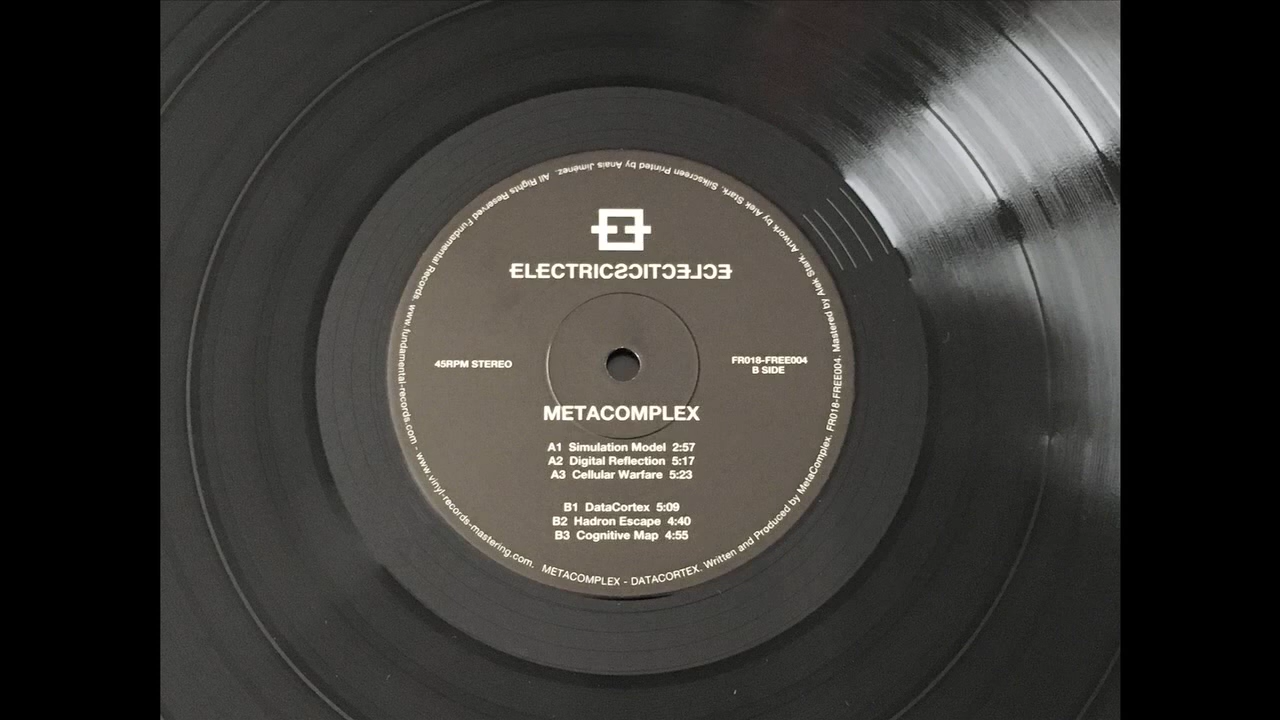 ELECTRICSCITCELCE
45RPM STEREO
FR018-FREE004
B SIDE
METACOMPLEX
A1 Simulation Model 2:57
A2 Digital Reflection 5:17
A3 Cellular Warfare 5:23
B1 DataCortex 5:09
B2 Hadron Escape 4:40
B3 Cognitive Map 4:55
METACOMPLEX - DATACORTEX. Written and Produced by MetaComplex. FR018-FREE004. Mastered by Alek Stark. Artwork by Alek Stark. Silkscreen Printed by Anais Jiménez. All Rights Reserved Fundamental Records. www.fundamental-records.com - www.vinyl-records-mastering.com.